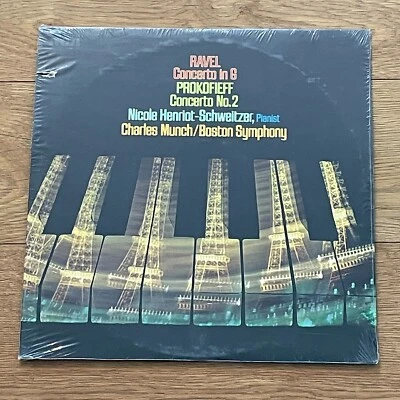 RAVEL
Concerto in G
PROKOFIEFF
Concerto No.2
Nicole Henriot-Schweitzer, Pianist
Charles Munch/Boston Symphony